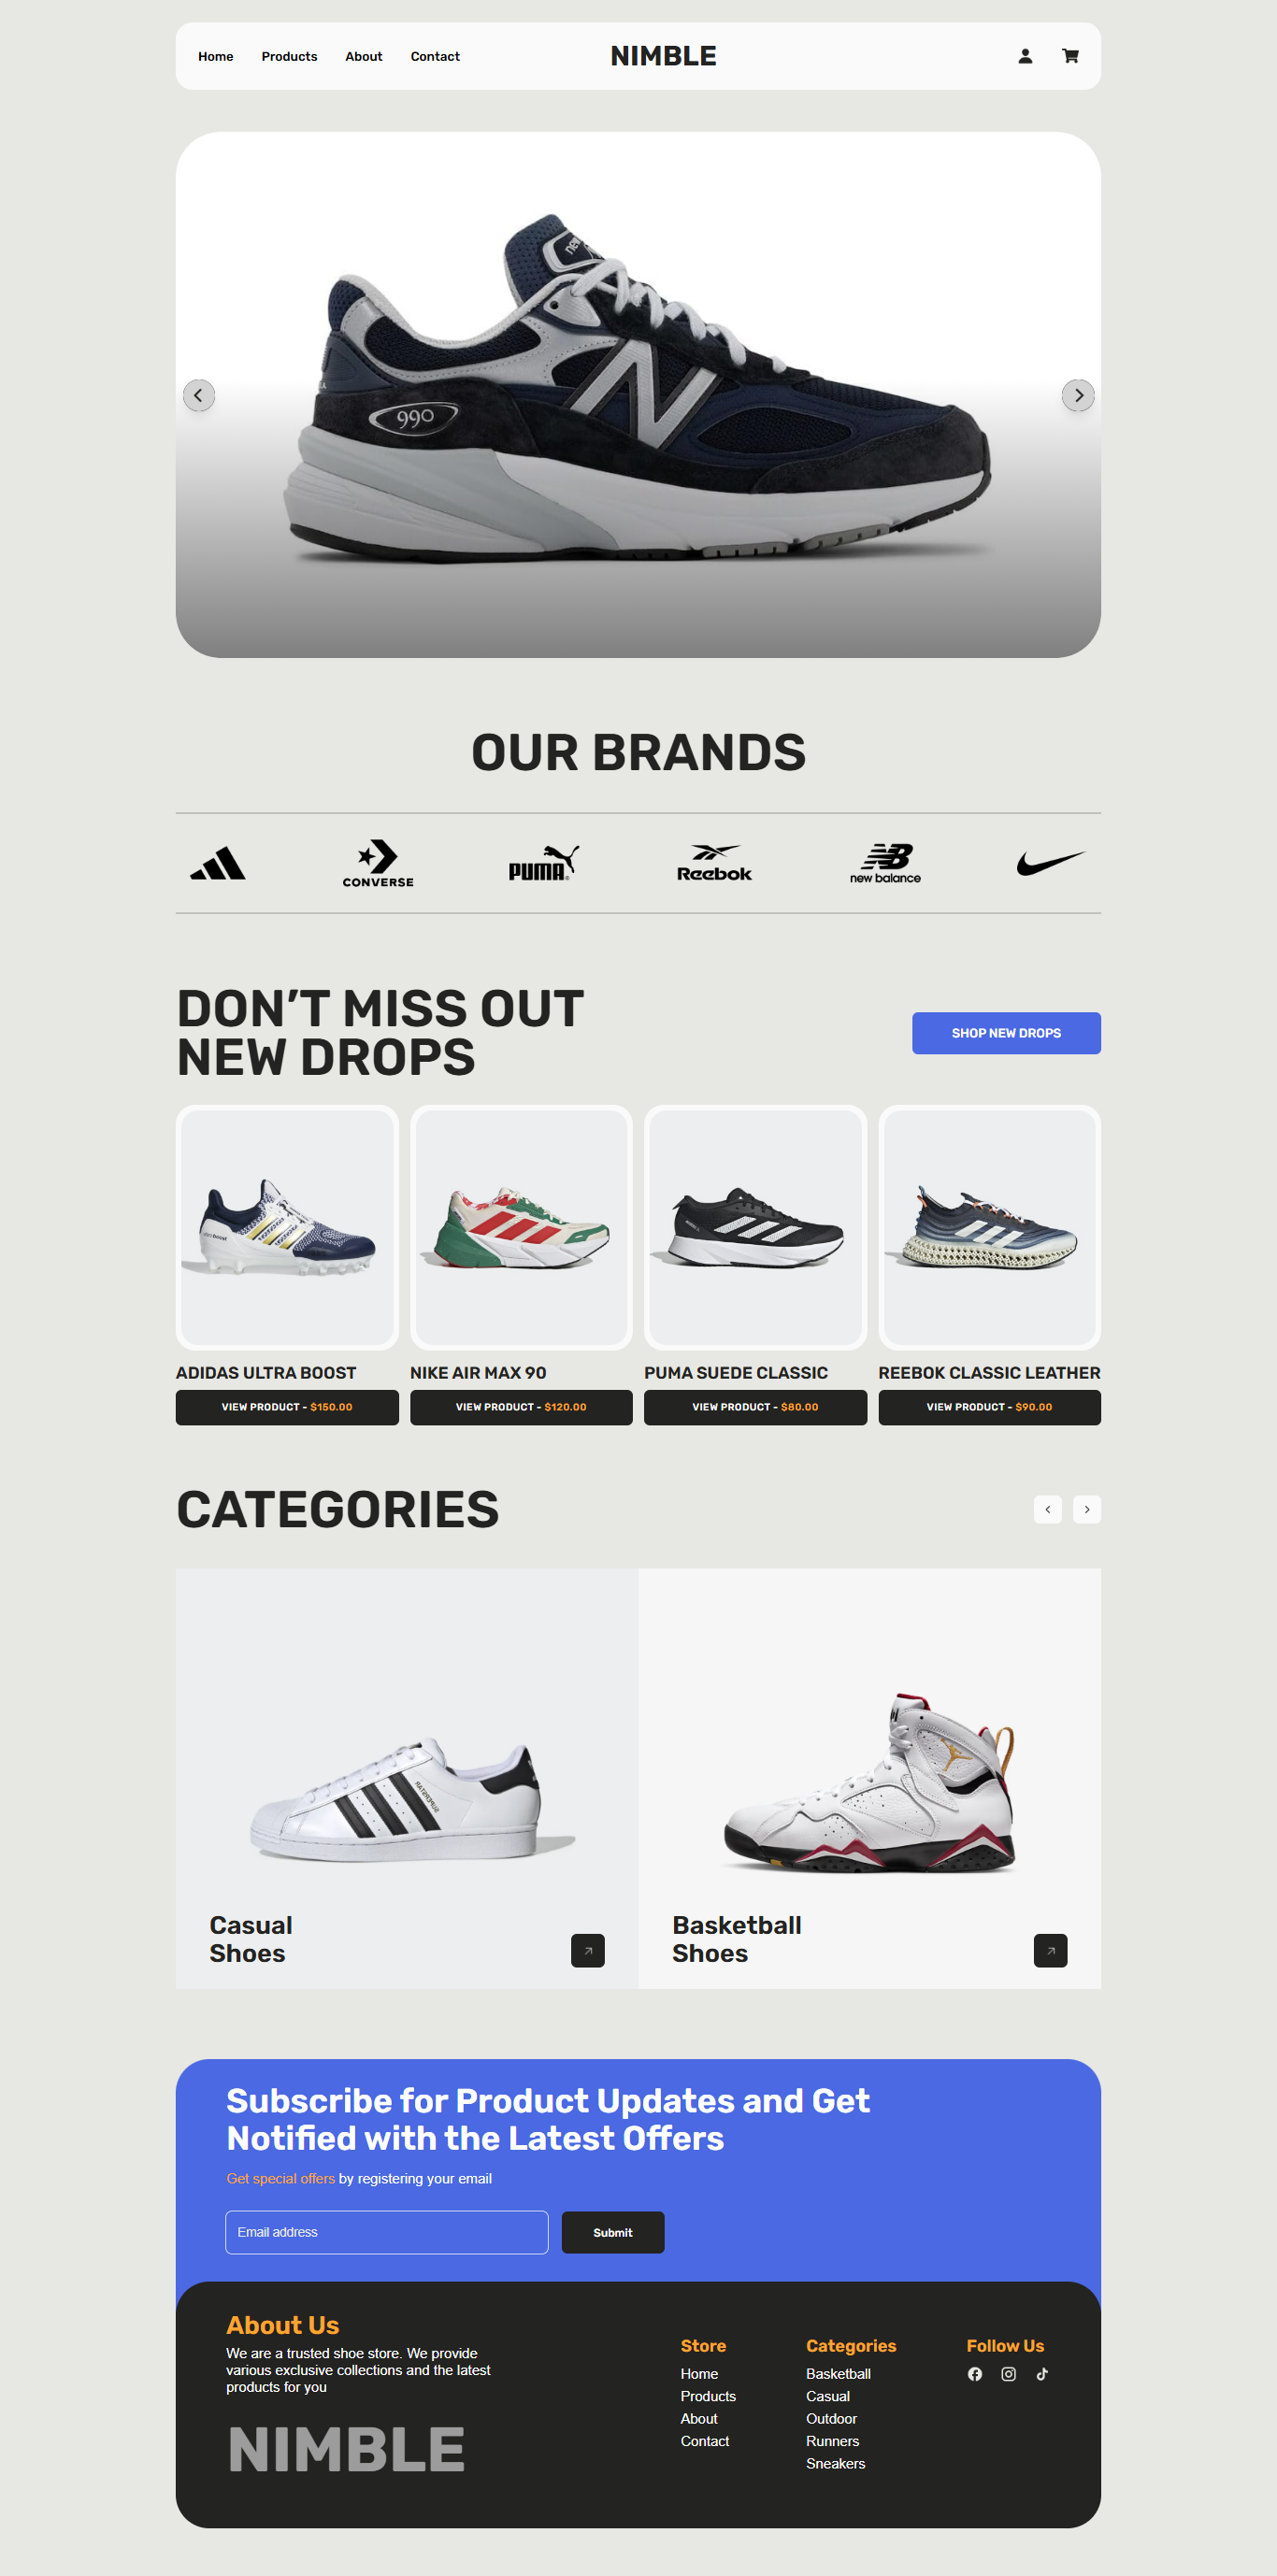 Home Products About Contact NIMBLE
new
990
N
OUR BRANDS
CONVERSE
PUMA
Reebok
new balance
DON’T MISS OUT
NEW DROPS
SHOP NEW DROPS
ADIDAS ULTRA BOOST
NIKE AIR MAX 90
PUMA SUEDE CLASSIC
REEBOK CLASSIC LEATHER
VIEW PRODUCT - $150.00
VIEW PRODUCT - $120.00
VIEW PRODUCT - $80.00
VIEW PRODUCT - $90.00
CATEGORIES
Casual
Shoes
Basketball
Shoes
Subscribe for Product Updates and Get
Notified with the Latest Offers
Get special offers by registering your email
Email address
Submit
About Us
We are a trusted shoe store. We provide
various exclusive collections and the latest
products for you
NIMBLE
Store
Home
Products
About
Contact
Categories
Basketball
Casual
Outdoor
Runners
Sneakers
Follow Us